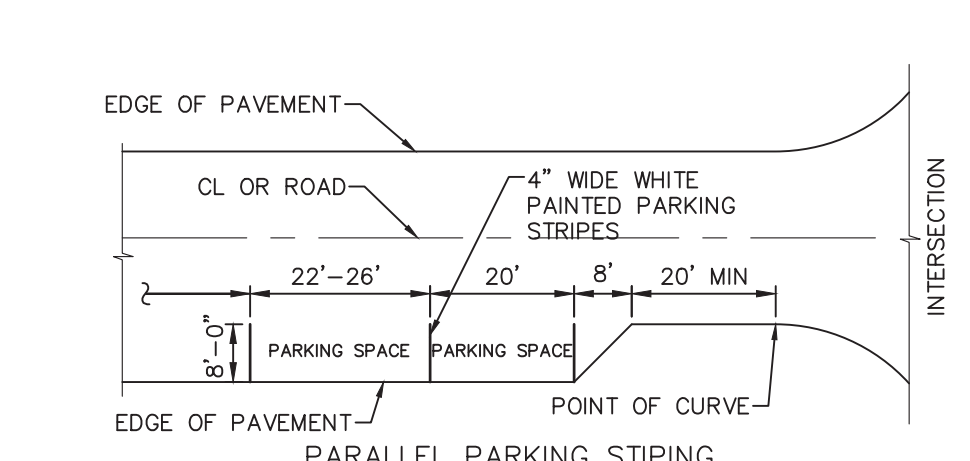 EDGE OF PAVEMENT
CL OR ROAD
4" WIDE WHITE
PAINTED PARKING
STRIPES
INTERSECTION
22'-26'
20'
8'
20' MIN
8'-0"
PARKING SPACE
PARKING SPACE
EDGE OF PAVEMENT
POINT OF CURVE
PARALLEL PARKING STIPING